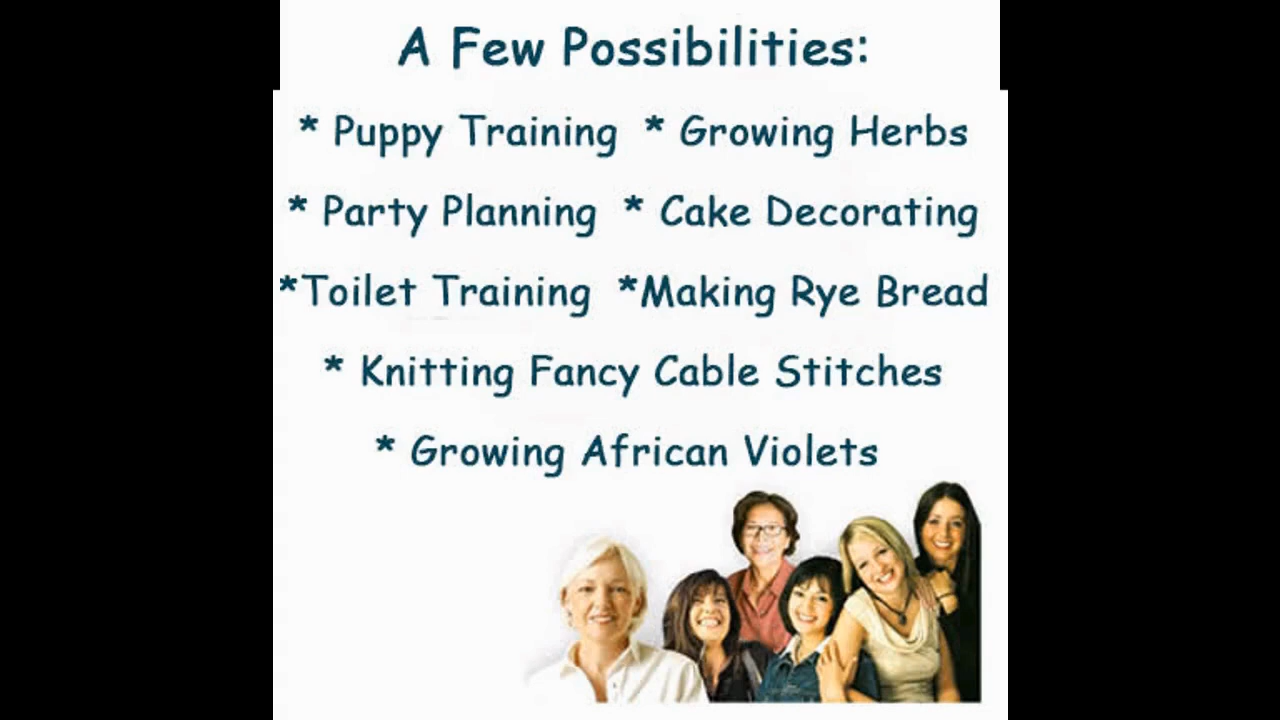 A Few Possibilities:
* Puppy Training * Growing Herbs
* Party Planning * Cake Decorating
*Toilet Training *Making Rye Bread
* Knitting Fancy Cable Stitches
* Growing African Violets